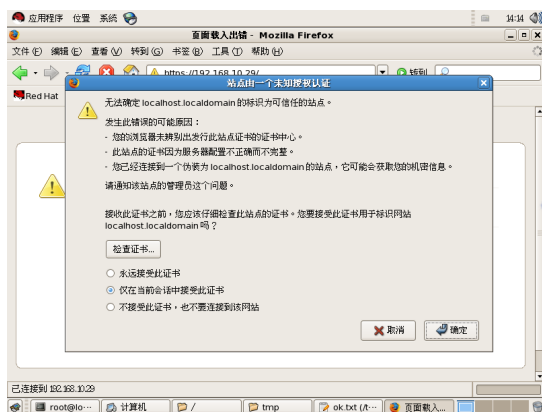 应用程序 位置 系统 14:14
页面载入出错 - Mozilla Firefox
文件(F) 编辑(E) 查看(V) 转到(G) 书签(B) 工具(T) 帮助(H)
https://192.168.10.29/ 转到
Red Hat
站点由一个未知授权认证
无法确定 localhost.localdomain 的标识为可信任的站点。
发生此错误的可能原因：
- 您的浏览器未辨别出发行此站点证书的证书中心。
- 此站点的证书因为服务器配置不正确而不完整。
- 您已经连接到一个伪装为 localhost.localdomain 的站点，它可能会获取您的机密信息。
请通知该站点的管理员这个问题。
接收此证书之前，您应该仔细检查此站点的证书。您要接受此证书用于标识网站
localhost.localdomain 吗？
检查证书...
永远接受此证书
仅在当前会话中接受此证书
不接受此证书，也不要连接到该网站
取消 确定
已连接到 192.168.10.29
root@lo··· 计算机 / tmp ok.txt (/t··· 页面载入...